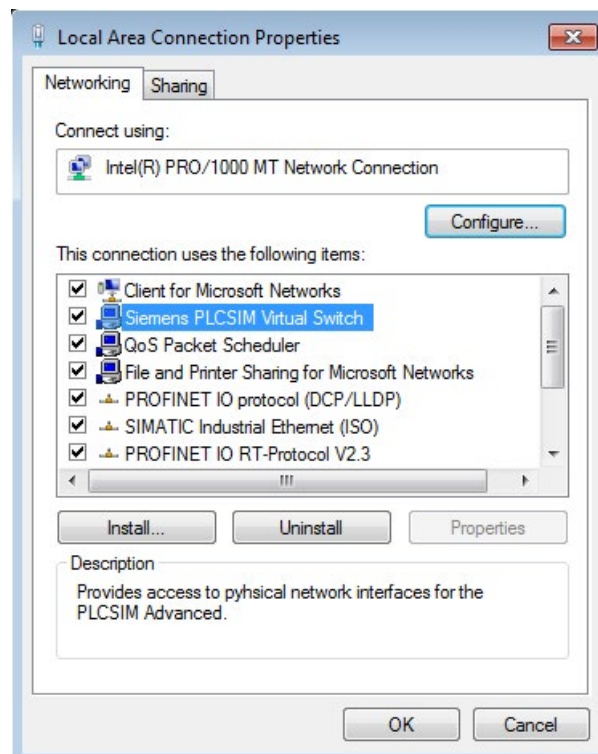 Local Area Connection Properties
Networking
Sharing
Connect using:
Intel(R) PRO/1000 MT Network Connection
Configure...
This connection uses the following items:
Client for Microsoft Networks
Siemens PLCSIM Virtual Switch
QoS Packet Scheduler
File and Printer Sharing for Microsoft Networks
PROFINET IO protocol (DCP/LLDP)
SIMATIC Industrial Ethernet (ISO)
PROFINET IO RT-Protocol V2.3
Install...
Uninstall
Properties
Description
Provides access to pyhsical network interfaces for the
PLCSIM Advanced.
OK
Cancel